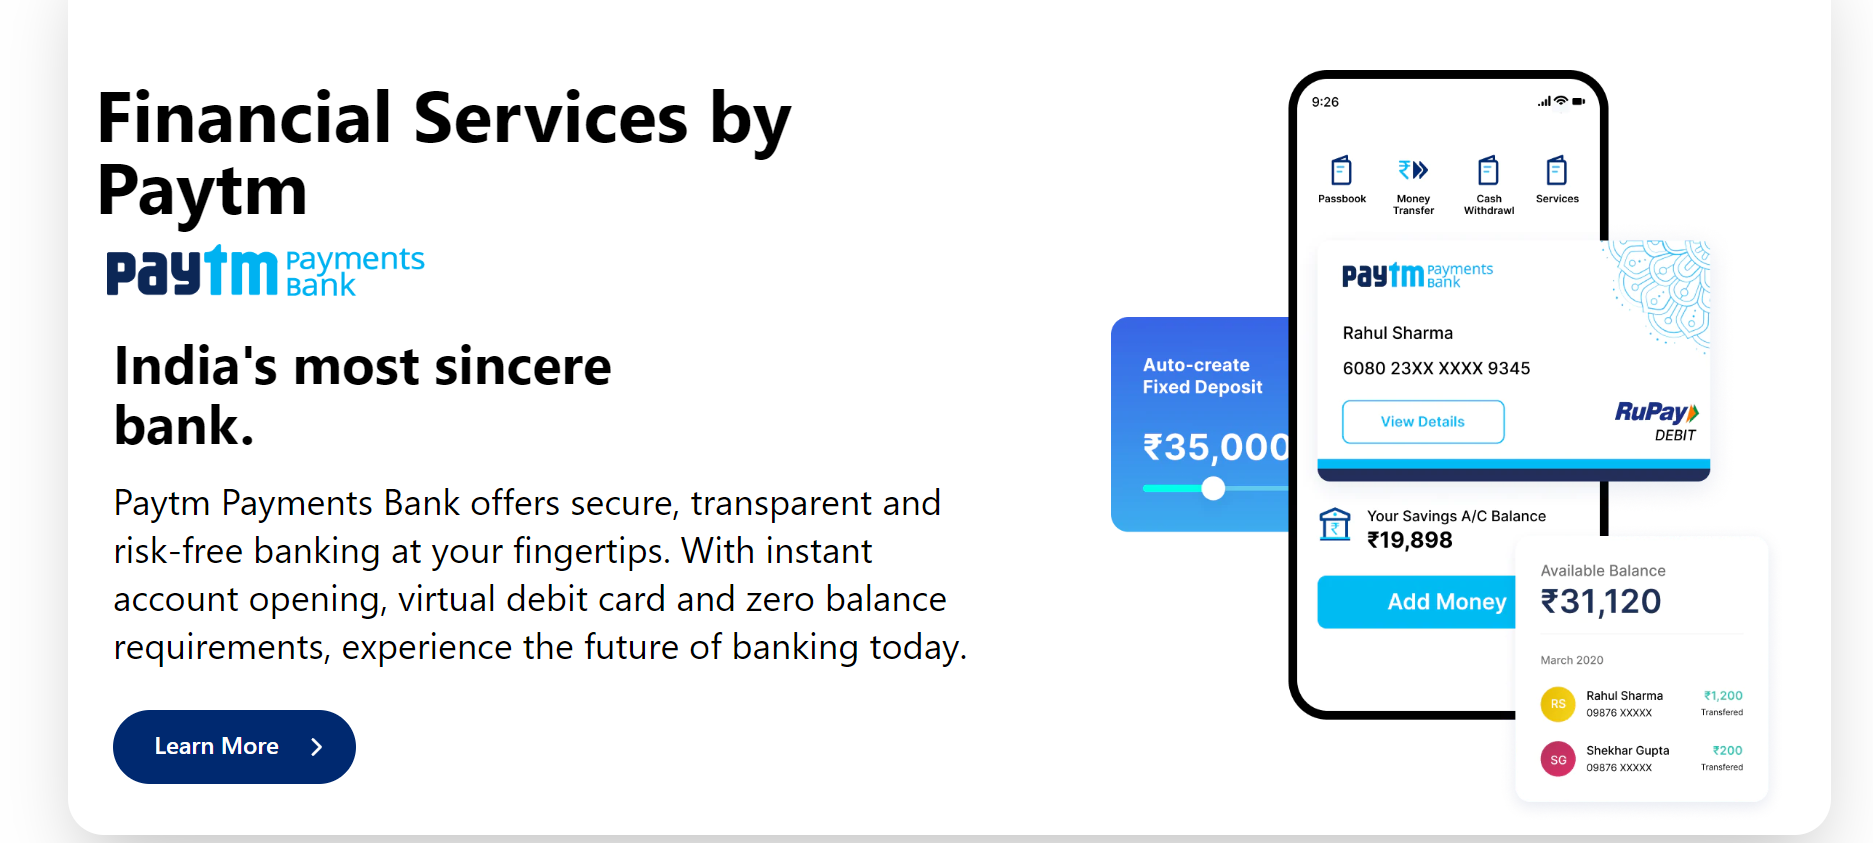 Financial Services by
Paytm
paytm Payments
Bank
India's most sincere
bank.
Paytm Payments Bank offers secure, transparent and
risk-free banking at your fingertips. With instant
account opening, virtual debit card and zero balance
requirements, experience the future of banking today.
Learn More
9:26
Passbook
Money
Transfer
Cash
Withdrawl
Services
paytm Payments
Bank
Rahul Sharma
6080 23XX XXXX 9345
View Details
RuPay
DEBIT
Auto-create
Fixed Deposit
₹35,000
Your Savings A/C Balance
₹19,898
Add Money
Available Balance
₹31,120
March 2020
RS Rahul Sharma ₹1,200
09876 XXXXX Transfered
SG Shekhar Gupta ₹200
09876 XXXXX Transfered